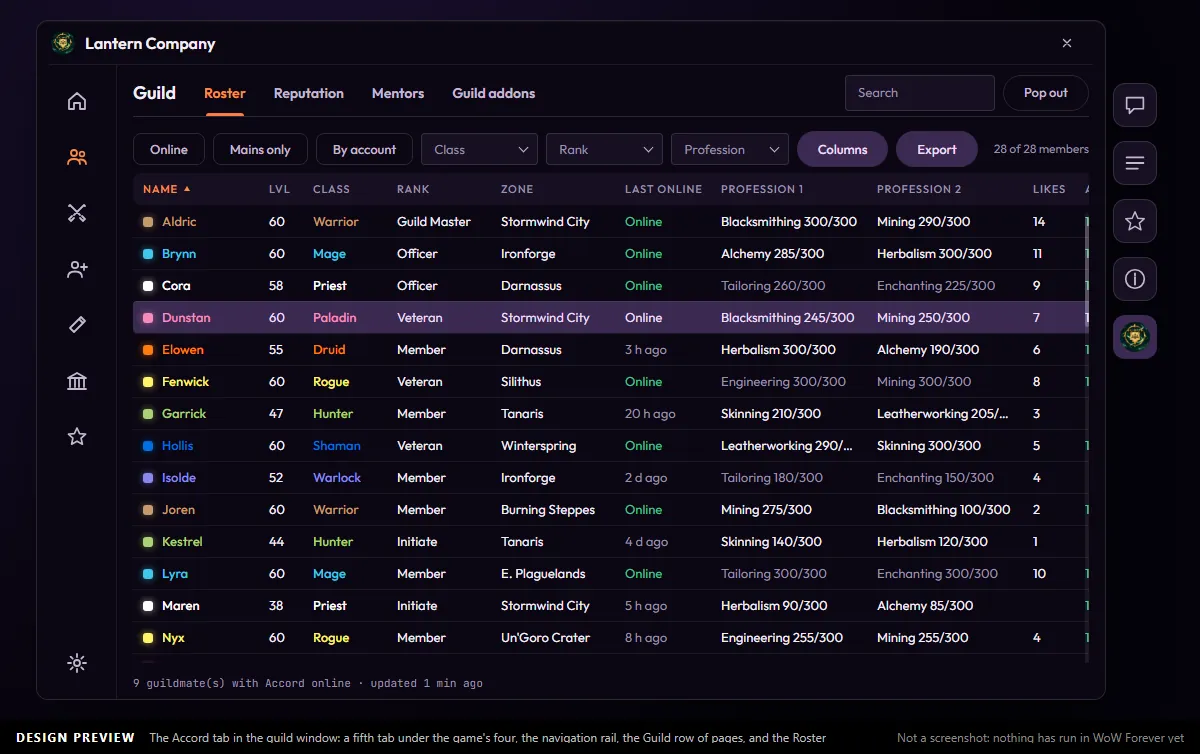 Lantern Company
Guild Roster Reputation Mentors Guild addons Search Pop out
Online Mains only By account Class Rank Profession Columns Export 28 of 28 members
NAME LVL CLASS RANK ZONE LAST ONLINE PROFESSION 1 PROFESSION 2 LIKES
Aldric 60 Warrior Guild Master Stormwind City Online Blacksmithing 300/300 Mining 290/300 14
Brynn 60 Mage Officer Ironforge Online Alchemy 285/300 Herbalism 300/300 11
Cora 58 Priest Officer Darnassus Online Tailoring 260/300 Enchanting 225/300 9
Dunstan 60 Paladin Veteran Stormwind City Online Blacksmithing 245/300 Mining 250/300 7
Elowen 55 Druid Member Darnassus 3 h ago Herbalism 300/300 Alchemy 190/300 6
Fenwick 60 Rogue Veteran Silithus Online Engineering 300/300 Mining 300/300 8
Garrick 47 Hunter Member Tanaris 20 h ago Skinning 210/300 Leatherworking 205/... 3
Hollis 60 Shaman Veteran Winterspring Online Leatherworking 290/... Skinning 300/300 5
Isolde 52 Warlock Member Ironforge 2 d ago Tailoring 180/300 Enchanting 150/300 4
Joren 60 Warrior Member Burning Steppes Online Mining 275/300 Blacksmithing 100/300 2
Kestrel 44 Hunter Initiate Tanaris 4 d ago Skinning 140/300 Herbalism 120/300 1
Lyra 60 Mage Member E. Plaguelands Online Tailoring 300/300 Enchanting 300/300 10
Maren 38 Priest Initiate Stormwind City 5 h ago Herbalism 90/300 Alchemy 85/300
Nyx 60 Rogue Member Un'Goro Crater 8 h ago Engineering 255/300 Mining 255/300 4
9 guildmate(s) with Accord online · updated 1 min ago
DESIGN PREVIEW The Accord tab in the guild window: a fifth tab under the game's four, the navigation rail, the Guild row of pages, and the Roster Not a screenshot: nothing has run in WoW Forever yet